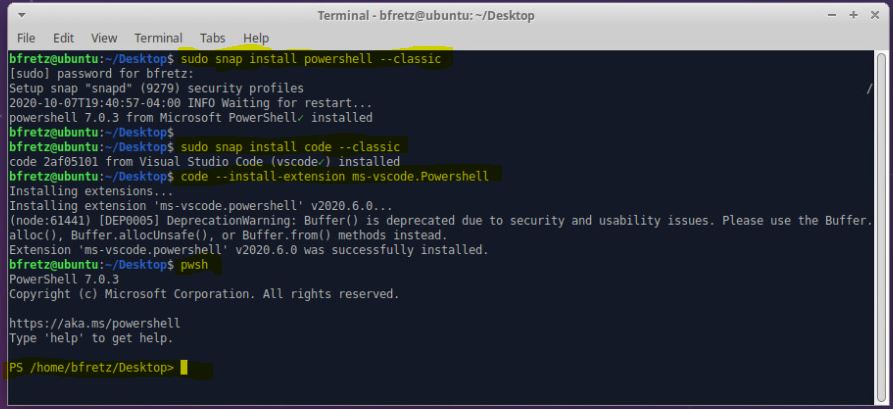 Terminal - bfretz@ubuntu: ~/Desktop
File Edit View Terminal Tabs Help
bfretz@ubuntu:~/Desktop$ sudo snap install powershell --classic
[sudo] password for bfretz:
Setup snap "snapd" (9279) security profiles /
2020-10-07T19:40:57-04:00 INFO Waiting for restart...
powershell 7.0.3 from Microsoft PowerShell✓ installed
bfretz@ubuntu:~/Desktop$
bfretz@ubuntu:~/Desktop$ sudo snap install code --classic
code 2af05101 from Visual Studio Code (vscode✓) installed
bfretz@ubuntu:~/Desktop$ code --install-extension ms-vscode.Powershell
Installing extensions...
Installing extension 'ms-vscode.powershell' v2020.6.0...
(node:61441) [DEP0005] DeprecationWarning: Buffer() is deprecated due to security and usability issues. Please use the Buffer.
alloc(), Buffer.allocUnsafe(), or Buffer.from() methods instead.
Extension 'ms-vscode.powershell' v2020.6.0 was successfully installed.
bfretz@ubuntu:~/Desktop$ pwsh
PowerShell 7.0.3
Copyright (c) Microsoft Corporation. All rights reserved.
https://aka.ms/powershell
Type 'help' to get help.
PS /home/bfretz/Desktop>